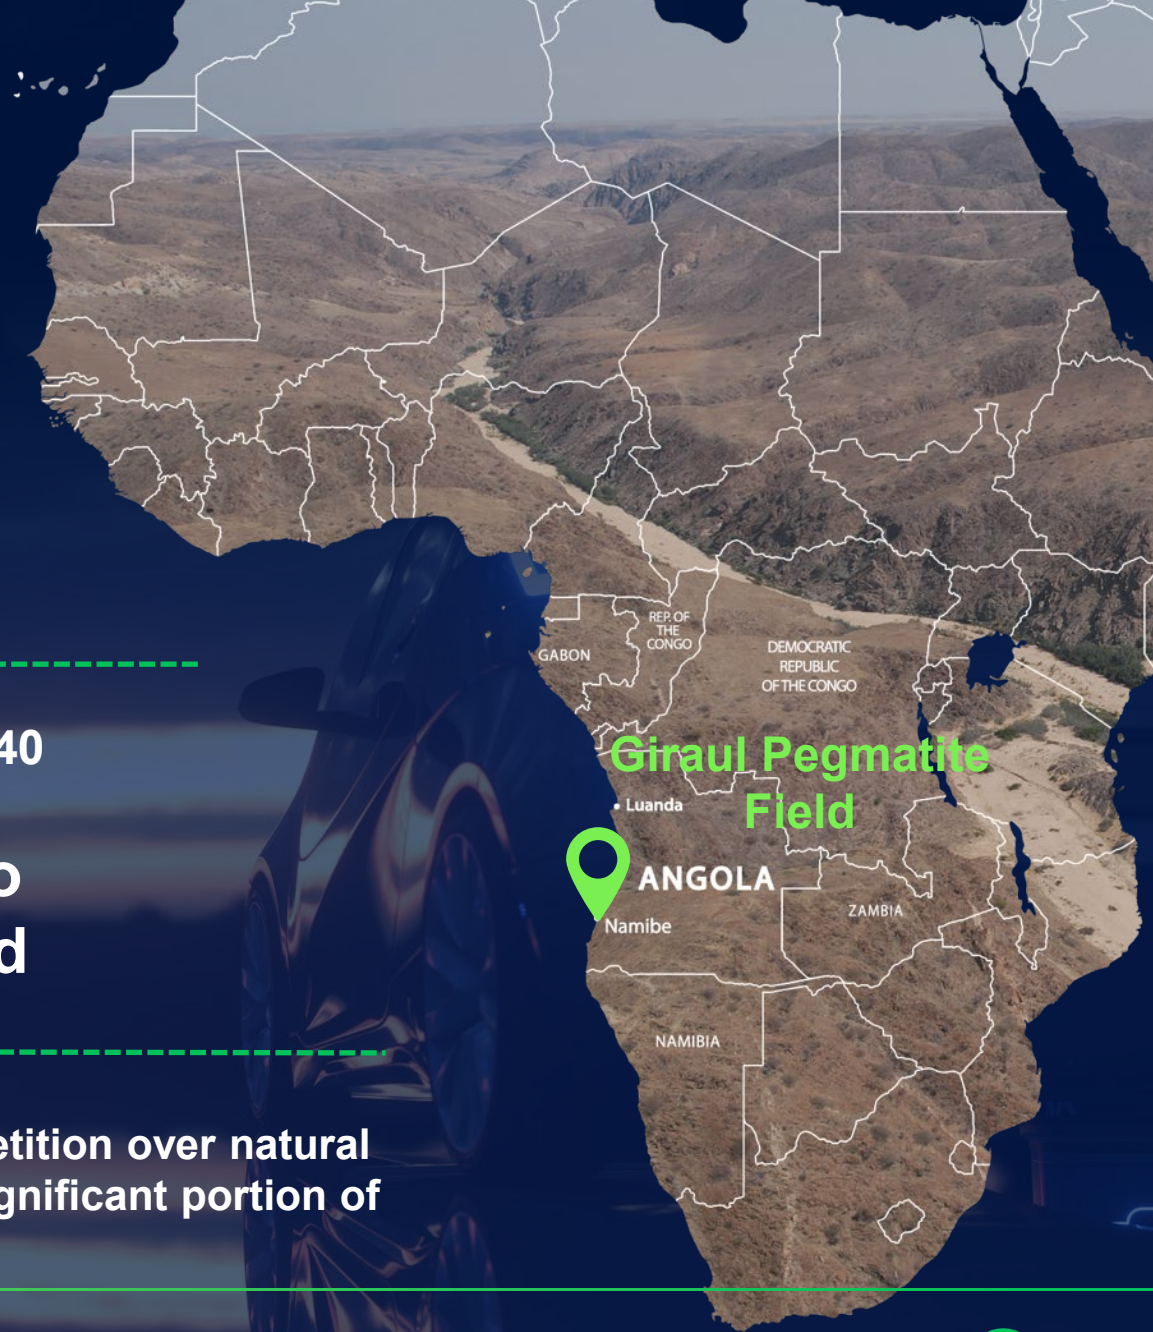 40
o
d
etition over natural
gnificant portion of
REP. OF
THE
CONGO
GABON
DEMOCRATIC
REPUBLIC
OF THE CONGO
Giraul Pegmatite
Field
Luanda
ANGOLA
ZAMBIA
Namibe
NAMIBIA